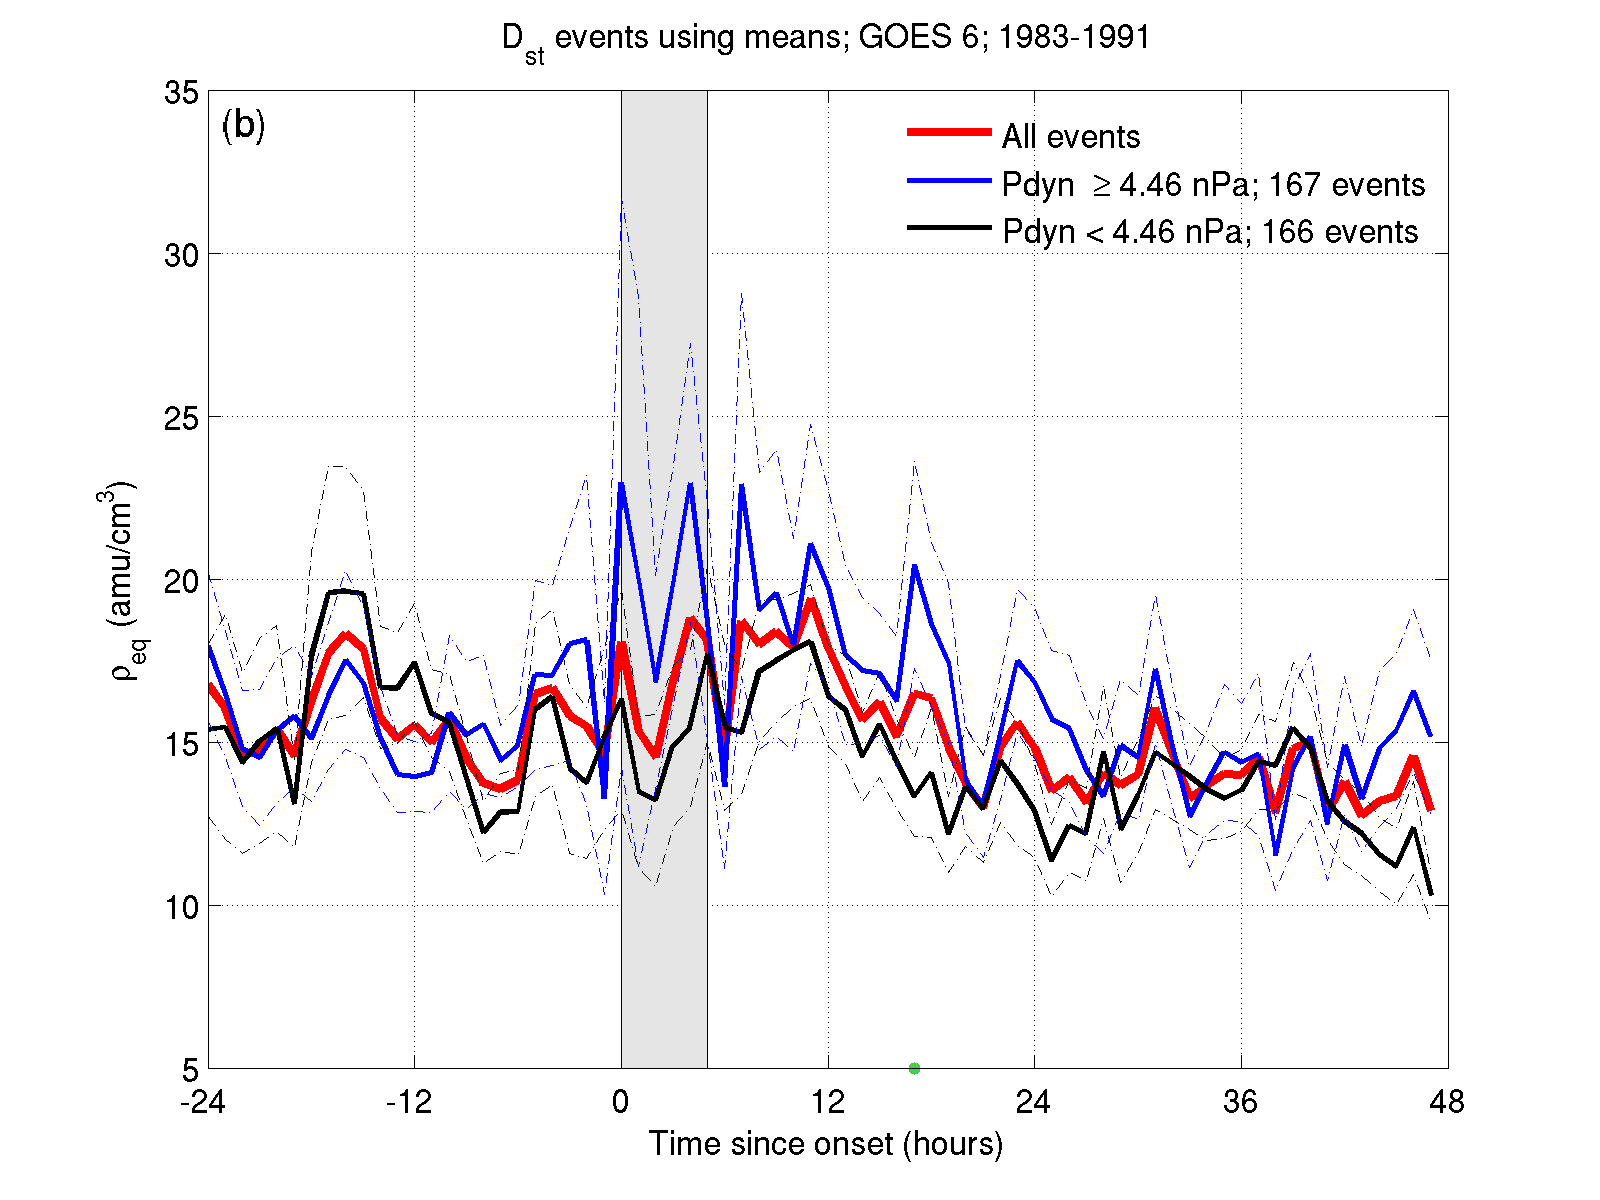 D_st events using means; GOES 6; 1983-1991
(b)
All events
Pdyn ≥ 4.46 nPa; 167 events
Pdyn < 4.46 nPa; 166 events
35
30
25
20
15
10
5
ρ_eq (amu/cm³)
-24 -12 0 12 24 36 48
Time since onset (hours)